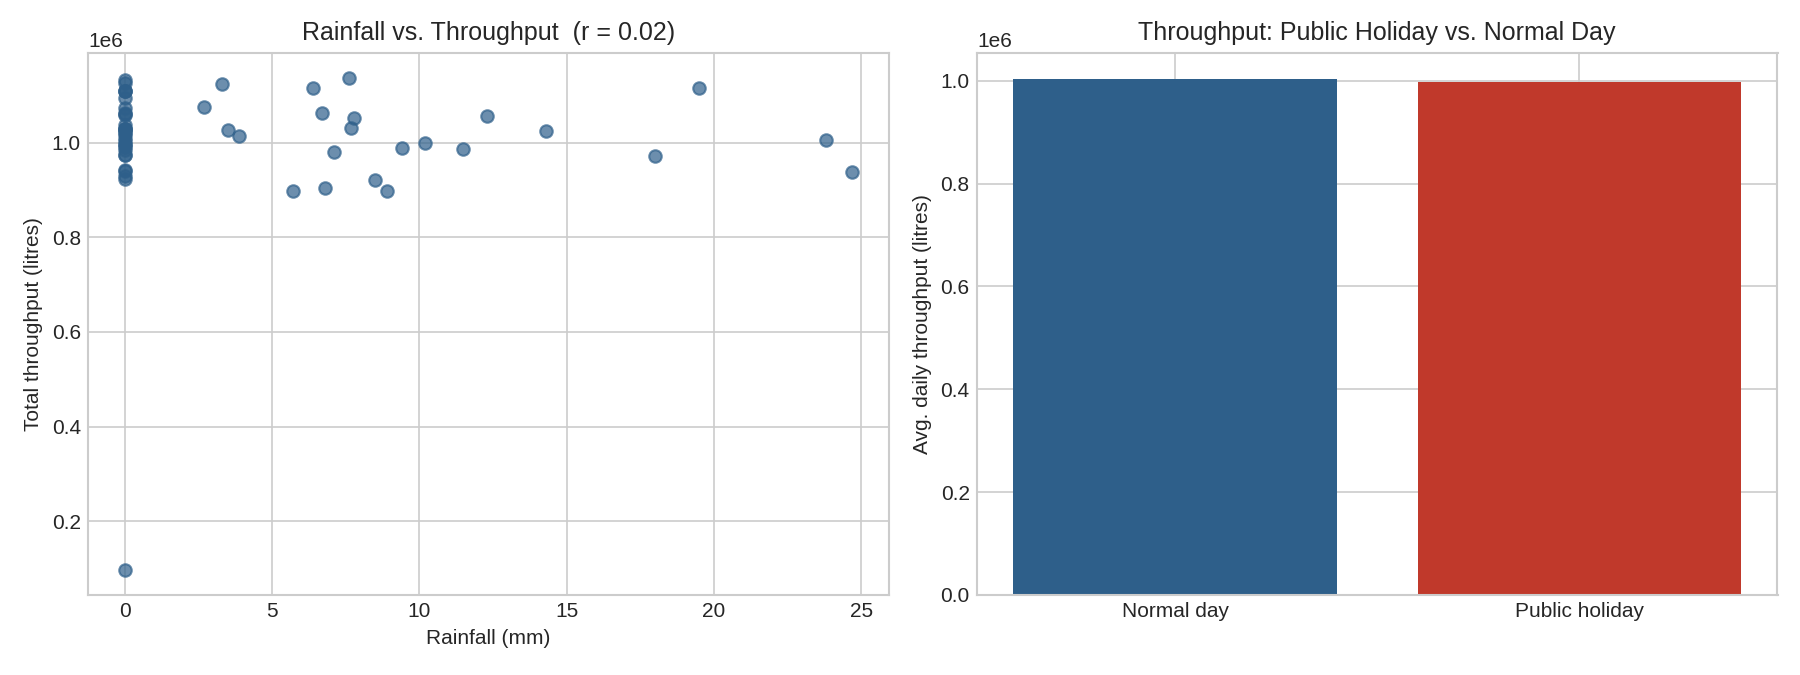 Rainfall vs. Throughput  (r = 0.02)
1e6
Total throughput (litres)
1.0
0.8
0.6
0.4
0.2
0
5
10
15
20
25
Rainfall (mm)
Throughput: Public Holiday vs. Normal Day
1e6
Avg. daily throughput (litres)
1.0
0.8
0.6
0.4
0.2
0.0
Normal day
Public holiday